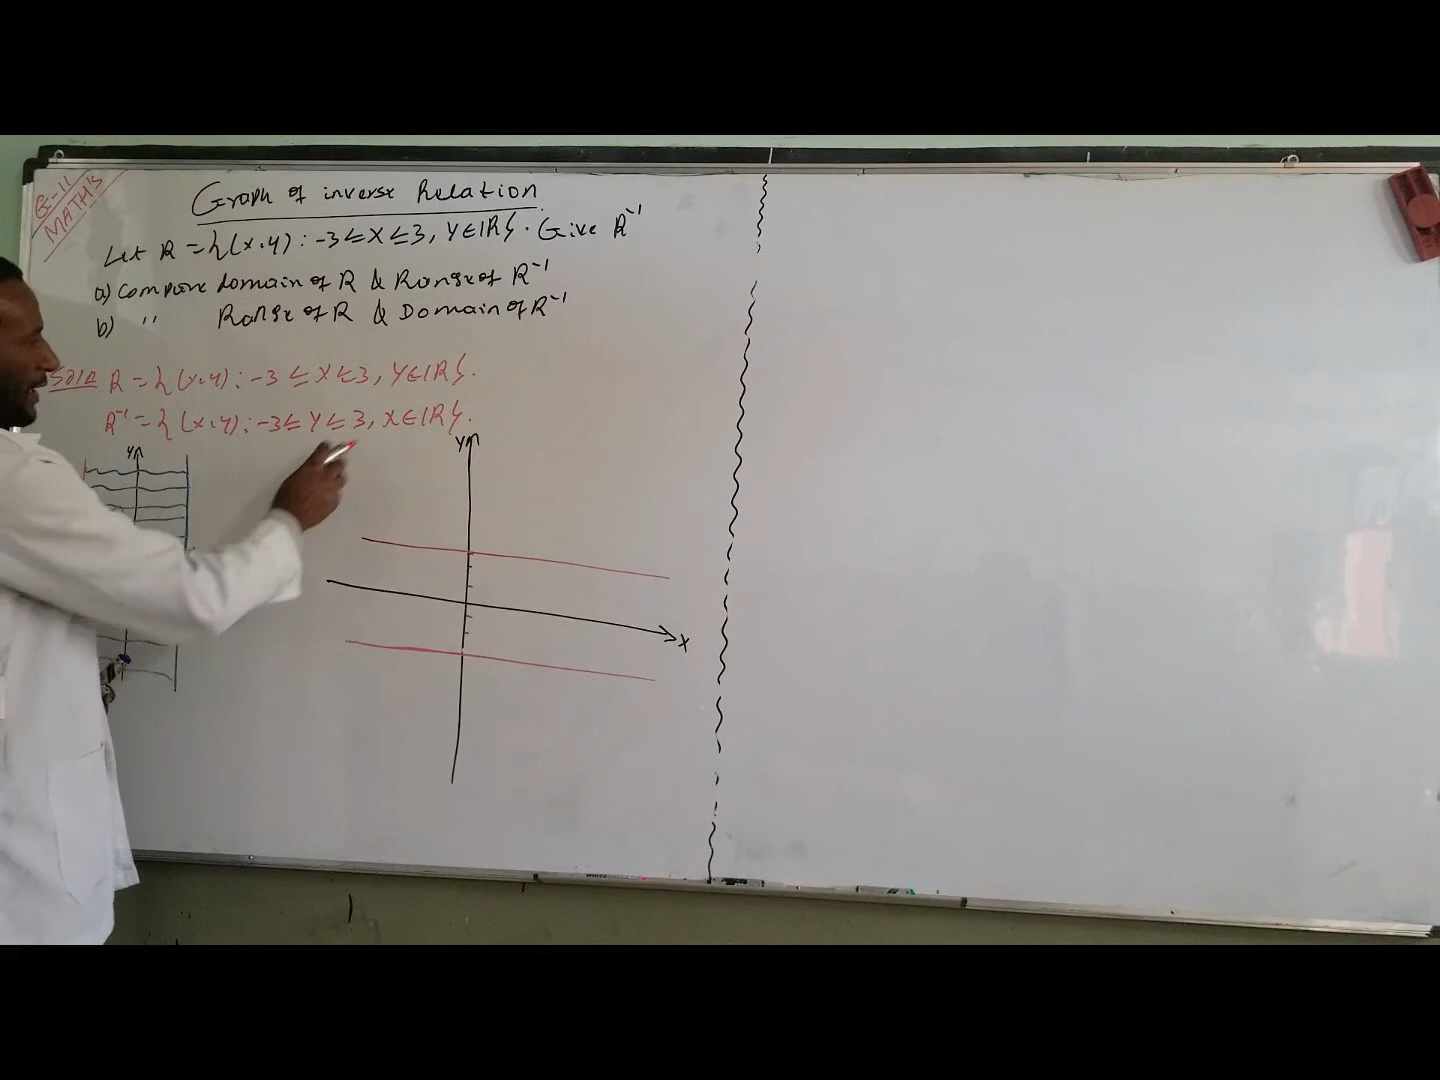 G-11
MATH'S
Graph of inverse Relation
Let R = {(x,y) : -3 ≤ x ≤ 3, y ∈ IR}. Give R⁻¹
a) Compare domain of R & Range of R⁻¹
b) '' Range of R & Domain of R⁻¹
Soln R = {(x,y) : -3 ≤ x ≤ 3, y ∈ IR}.
R⁻¹ = {(x,y) : -3 ≤ y ≤ 3, x ∈ IR}.
y
y
x